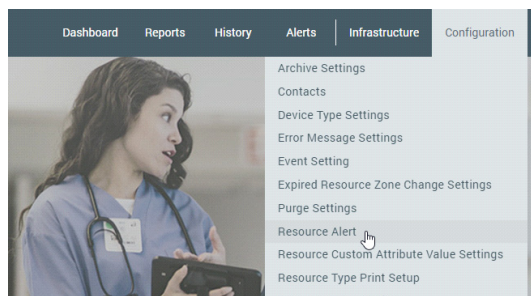 Dashboard Reports History Alerts Infrastructure Configuration
Archive Settings
Contacts
Device Type Settings
Error Message Settings
Event Setting
Expired Resource Zone Change Settings
Purge Settings
Resource Alert
Resource Custom Attribute Value Settings
Resource Type Print Setup